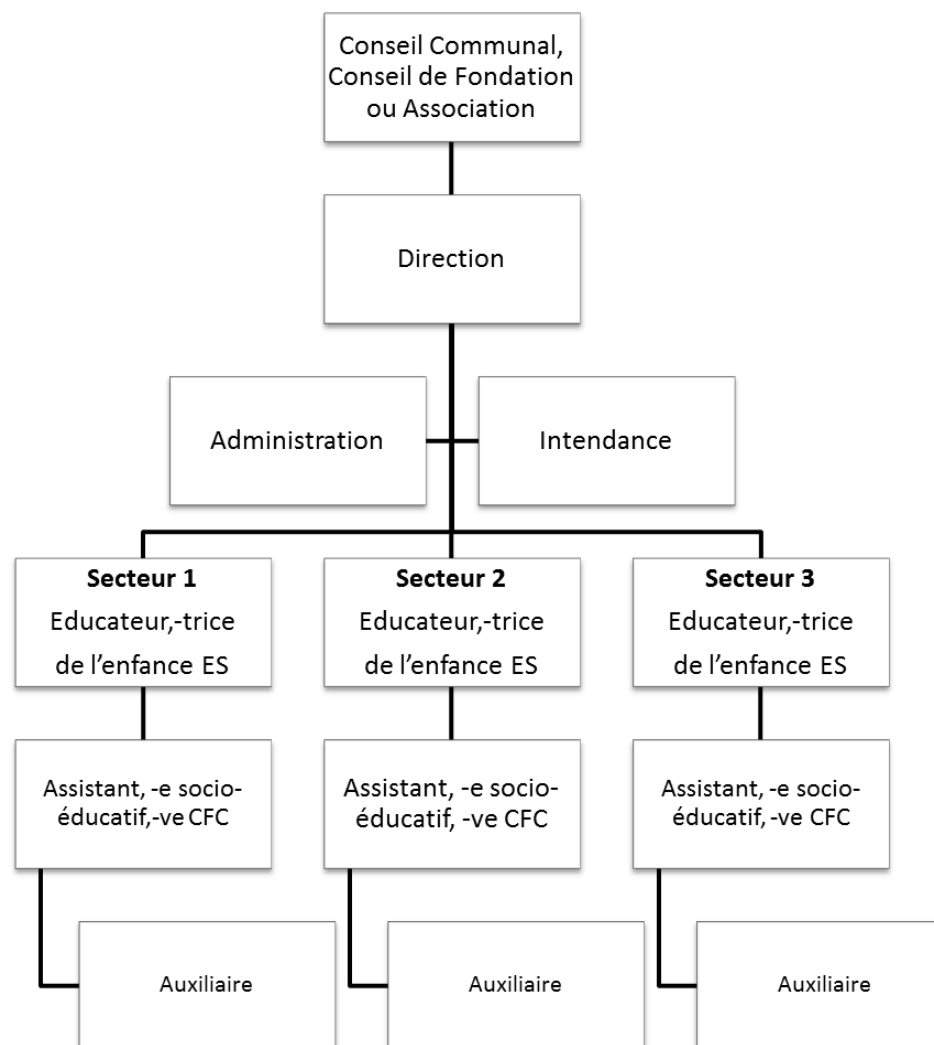 Conseil Communal,
Conseil de Fondation
ou Association
Direction
Administration
Intendance
Secteur 1
Educateur,-trice
de l’enfance ES
Secteur 2
Educateur,-trice
de l’enfance ES
Secteur 3
Educateur,-trice
de l’enfance ES
Assistant, -e socio-
éducatif,-ve CFC
Assistant, -e socio-
éducatif, -ve CFC
Assistant, -e socio-
éducatif, -ve CFC
Auxiliaire
Auxiliaire
Auxiliaire